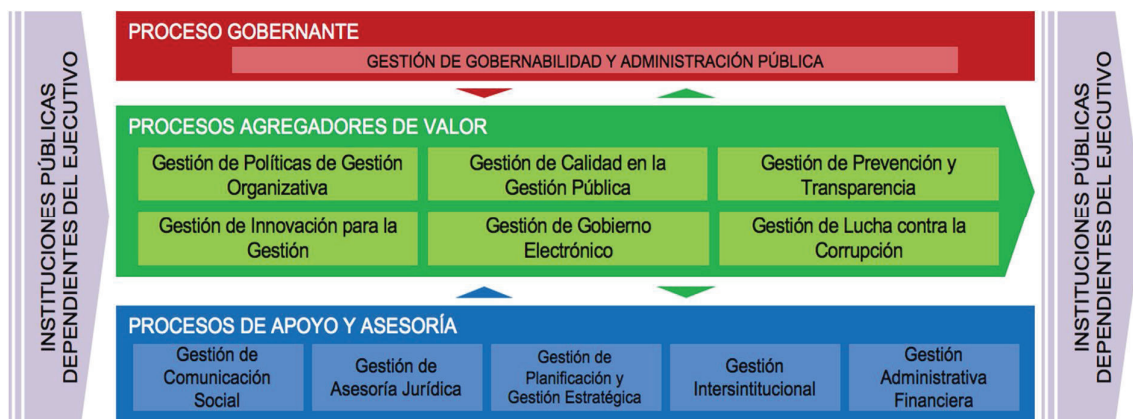 INSTITUCIONES PÚBLICAS
DEPENDIENTES DEL EJECUTIVO
PROCESO GOBERNANTE
GESTIÓN DE GOBERNABILIDAD Y ADMINISTRACIÓN PÚBLICA
PROCESOS AGREGADORES DE VALOR
Gestión de Políticas de Gestión
Organizativa
Gestión de Calidad en la
Gestión Pública
Gestión de Prevención y
Transparencia
Gestión de Innovación para la
Gestión
Gestión de Gobierno
Electrónico
Gestión de Lucha contra la
Corrupción
PROCESOS DE APOYO Y ASESORÍA
Gestión de
Comunicación
Social
Gestión de
Asesoría Jurídica
Gestión de
Planificación y
Gestión Estratégica
Gestión
Intersintitucional
Gestión
Administrativa
Financiera
INSTITUCIONES PÚBLICAS
DEPENDIENTES DEL EJECUTIVO